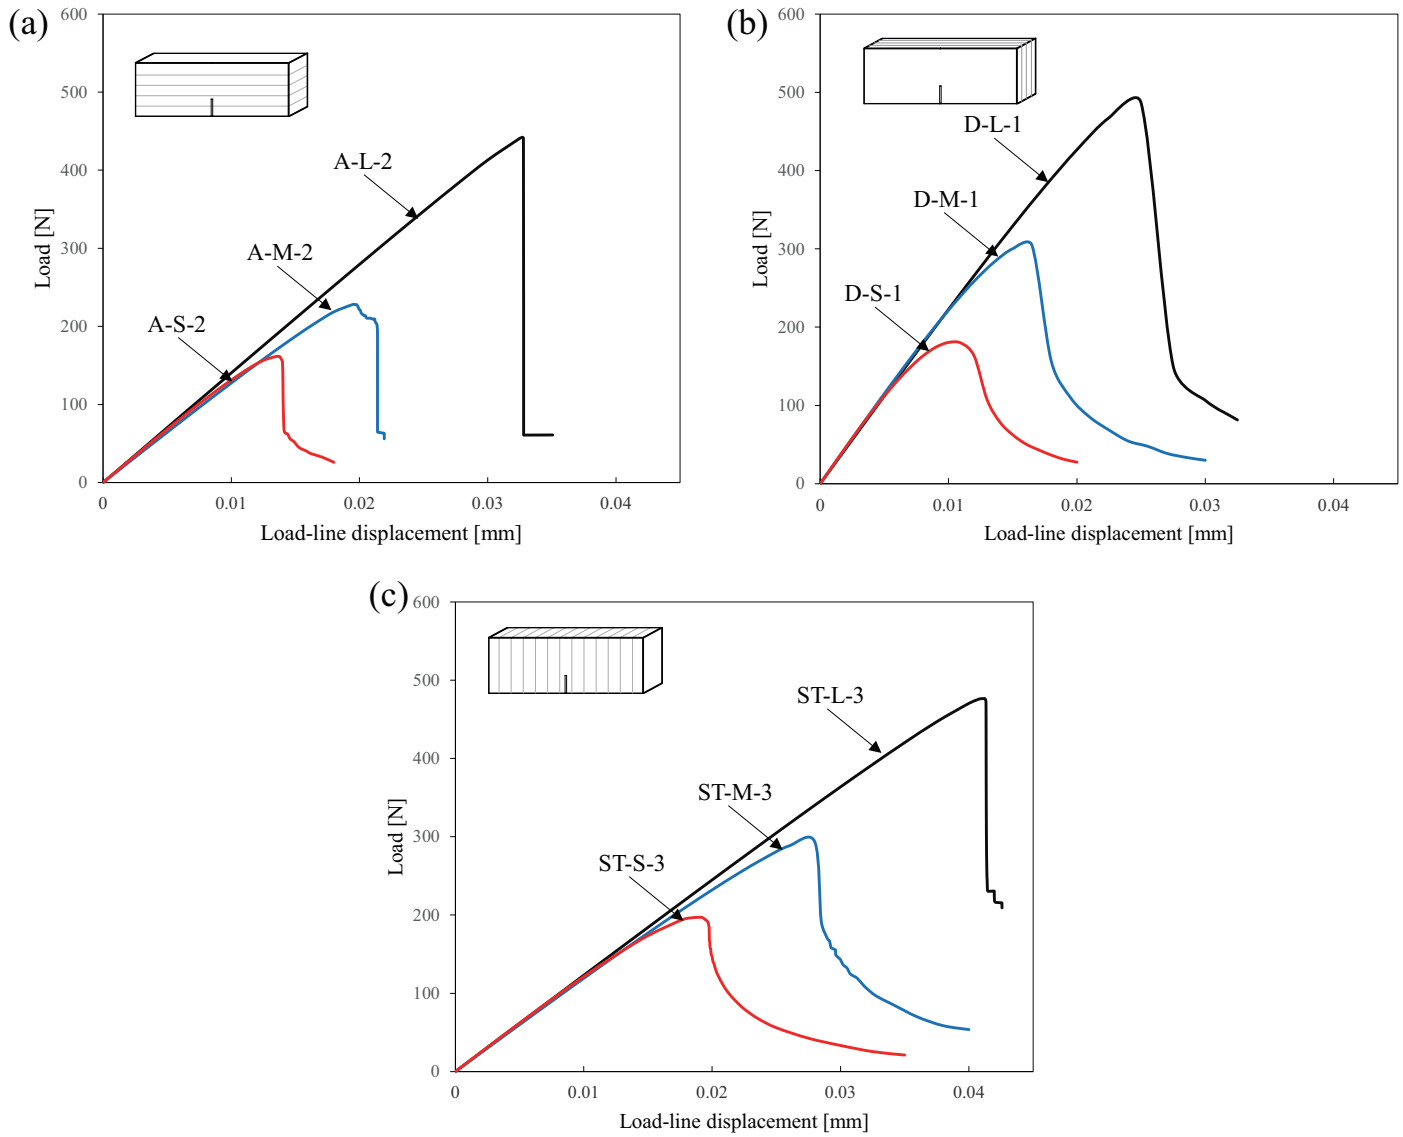 (a)
600
500
400
300
200
100
0
Load [N]
A-L-2
A-M-2
A-S-2
0
0.01
0.02
0.03
0.04
Load-line displacement [mm]
(b)
600
500
400
300
200
100
0
Load [N]
D-L-1
D-M-1
D-S-1
0
0.01
0.02
0.03
0.04
Load-line displacement [mm]
(c)
600
500
400
300
200
100
0
Load [N]
ST-L-3
ST-M-3
ST-S-3
0
0.01
0.02
0.03
0.04
Load-line displacement [mm]